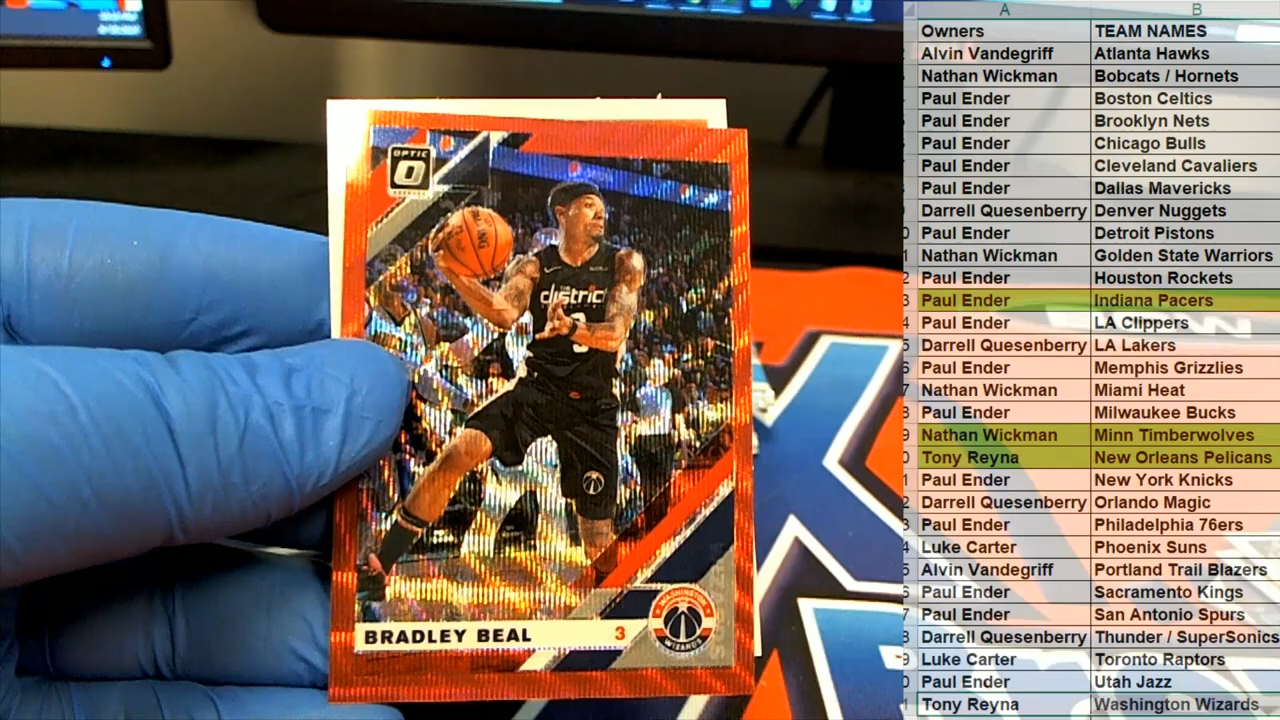 OPTIC
SPALDING
THE
district
BRADLEY BEAL 3
WASHINGTON
WIZARDS
A B
Owners TEAM NAMES
Alvin Vandegriff Atlanta Hawks
Nathan Wickman Bobcats / Hornets
Paul Ender Boston Celtics
Paul Ender Brooklyn Nets
Paul Ender Chicago Bulls
Paul Ender Cleveland Cavaliers
Paul Ender Dallas Mavericks
Darrell Quesenberry Denver Nuggets
Paul Ender Detroit Pistons
Nathan Wickman Golden State Warriors
Paul Ender Houston Rockets
Paul Ender Indiana Pacers
Paul Ender LA Clippers
Darrell Quesenberry LA Lakers
Paul Ender Memphis Grizzlies
Nathan Wickman Miami Heat
Paul Ender Milwaukee Bucks
Nathan Wickman Minn Timberwolves
Tony Reyna New Orleans Pelicans
Paul Ender New York Knicks
Darrell Quesenberry Orlando Magic
Paul Ender Philadelphia 76ers
Luke Carter Phoenix Suns
Alvin Vandegriff Portland Trail Blazers
Paul Ender Sacramento Kings
Paul Ender San Antonio Spurs
Darrell Quesenberry Thunder / SuperSonics
Luke Carter Toronto Raptors
Paul Ender Utah Jazz
Tony Reyna Washington Wizards